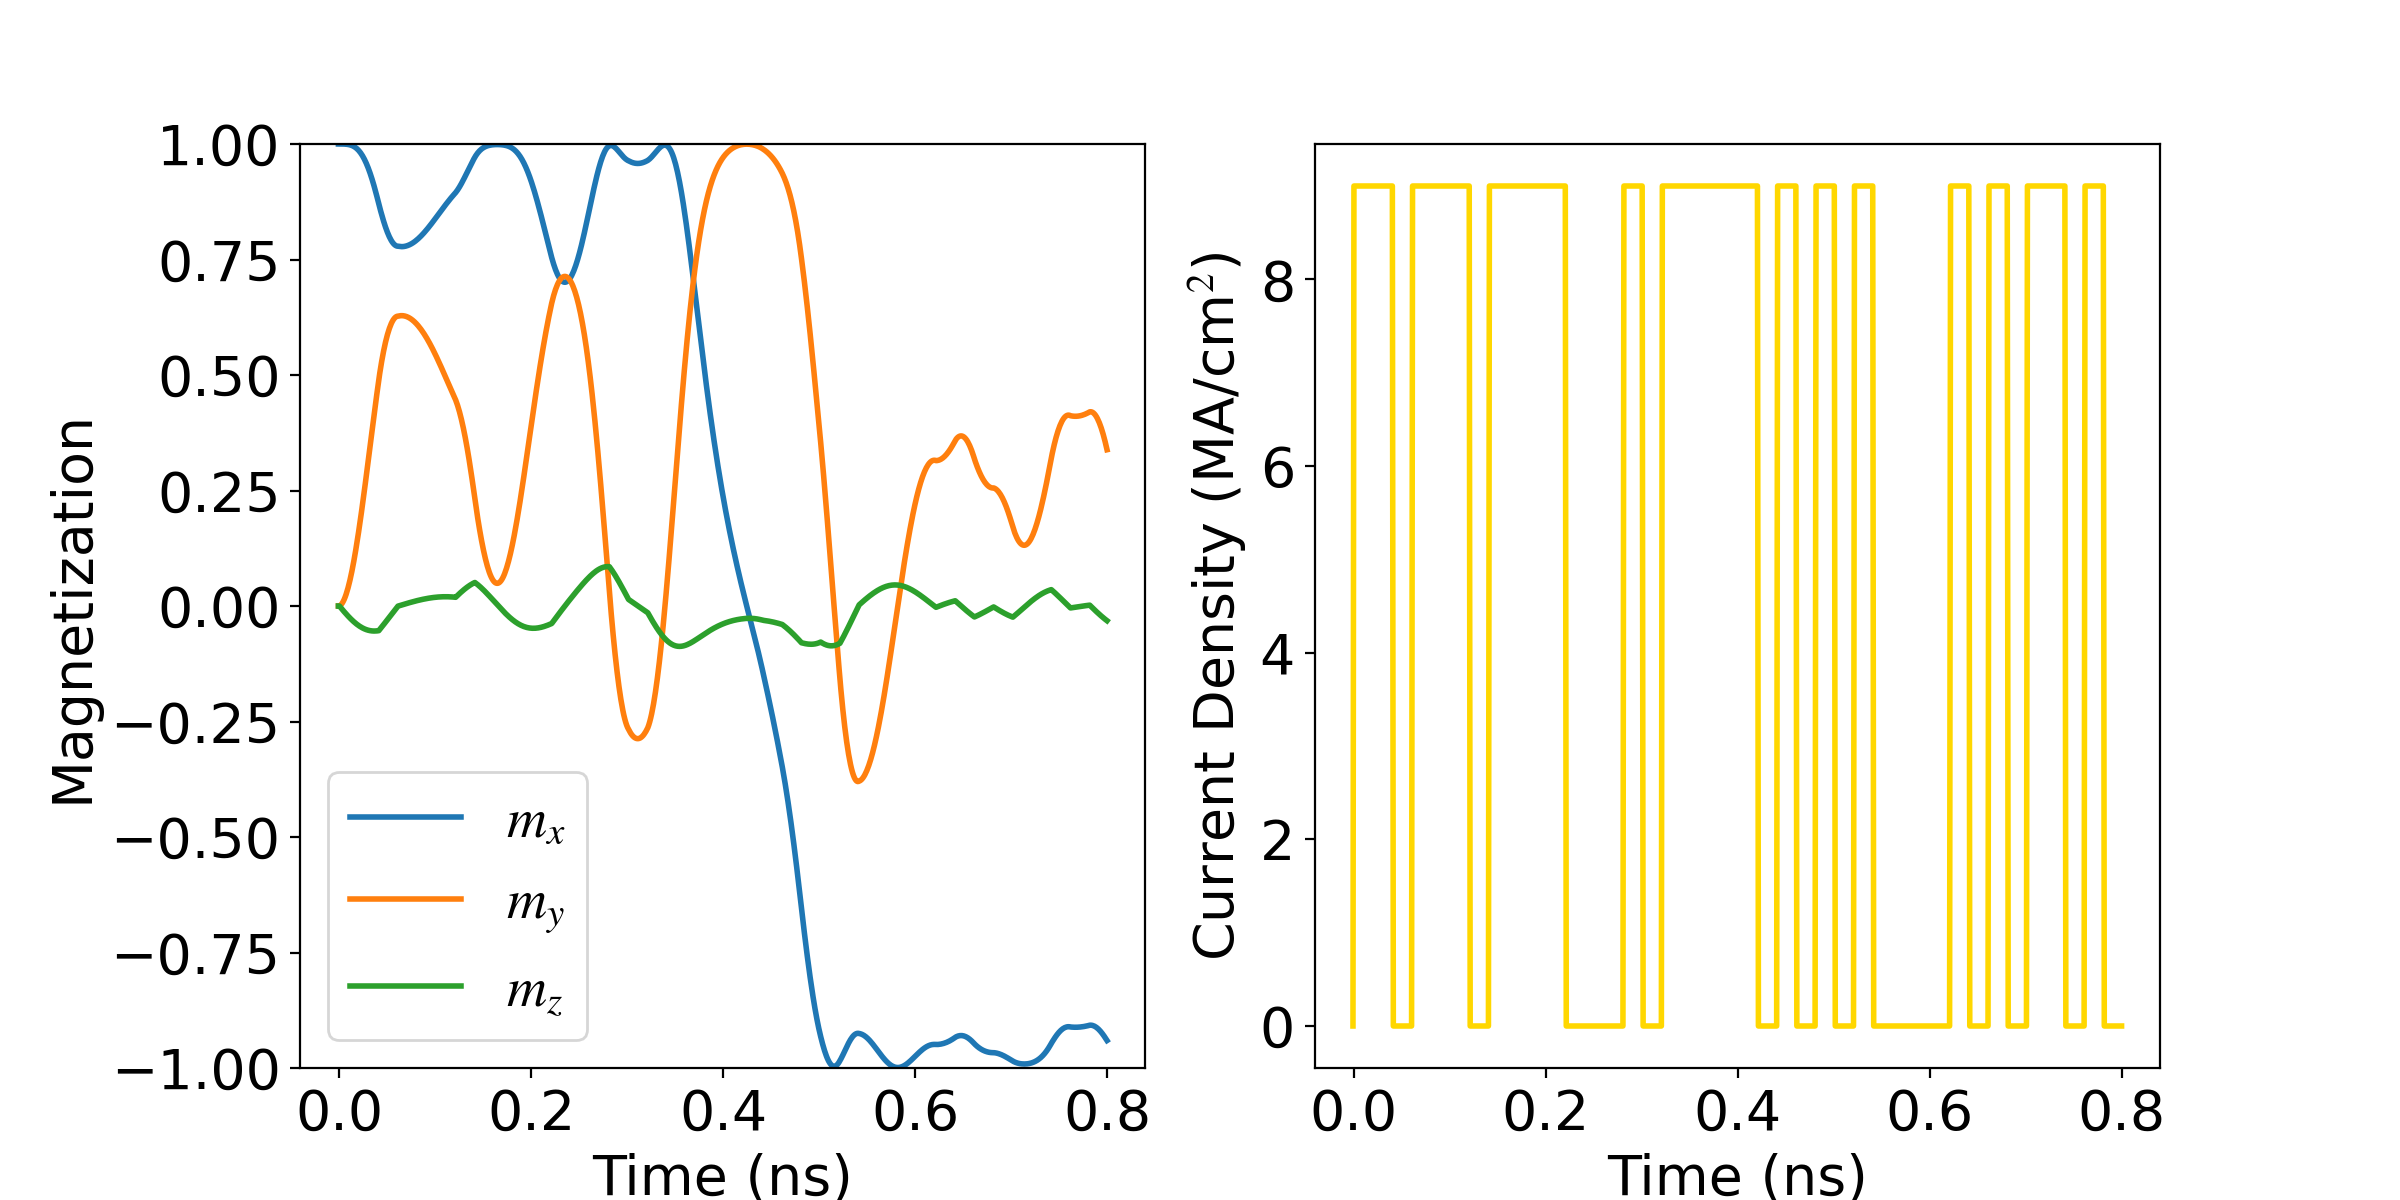 Magnetization
1.00
0.75
0.50
0.25
0.00
−0.25
−0.50
−0.75
−1.00
m_x
m_y
m_z
0.0 0.2 0.4 0.6 0.8
Time (ns)
Current Density (MA/cm²)
8
6
4
2
0
0.0 0.2 0.4 0.6 0.8
Time (ns)